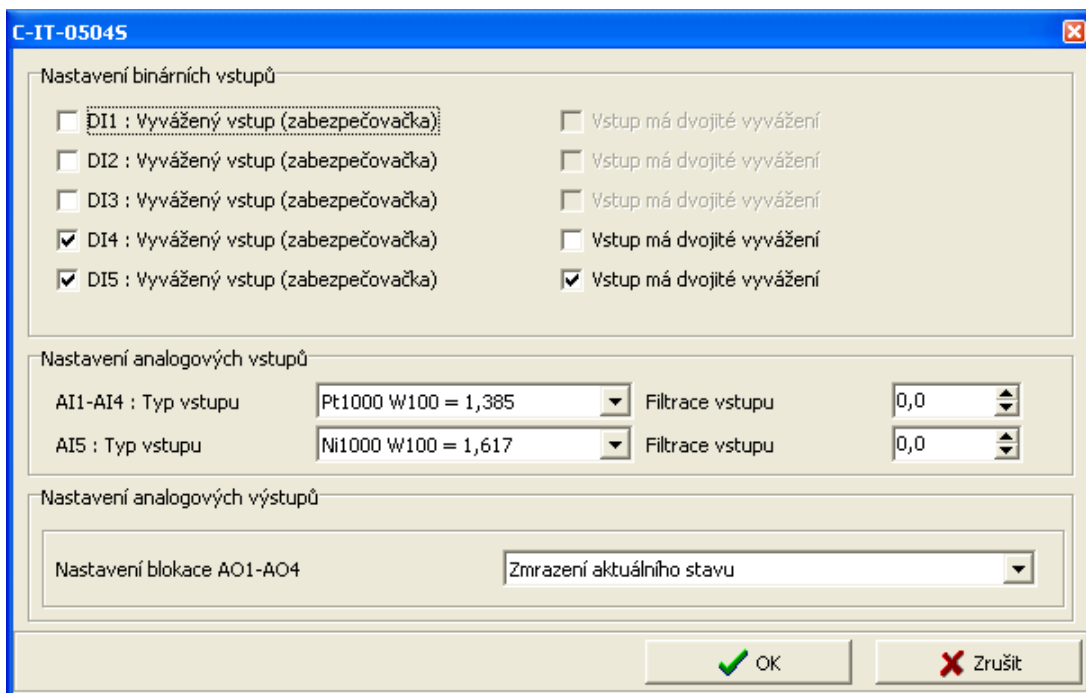 C-IT-0504S
Nastavení binárních vstupů
DI1 : Vyvážený vstup (zabezpečovačka) Vstup má dvojité vyvážení
DI2 : Vyvážený vstup (zabezpečovačka) Vstup má dvojité vyvážení
DI3 : Vyvážený vstup (zabezpečovačka) Vstup má dvojité vyvážení
DI4 : Vyvážený vstup (zabezpečovačka) Vstup má dvojité vyvážení
DI5 : Vyvážený vstup (zabezpečovačka) Vstup má dvojité vyvážení
Nastavení analogových vstupů
AI1-AI4 : Typ vstupu Pt1000 W100 = 1,385 Filtrace vstupu 0,0
AI5 : Typ vstupu Ni1000 W100 = 1,617 Filtrace vstupu 0,0
Nastavení analogových výstupů
Nastavení blokace AO1-AO4 Zmrazení aktuálního stavu
OK Zrušit